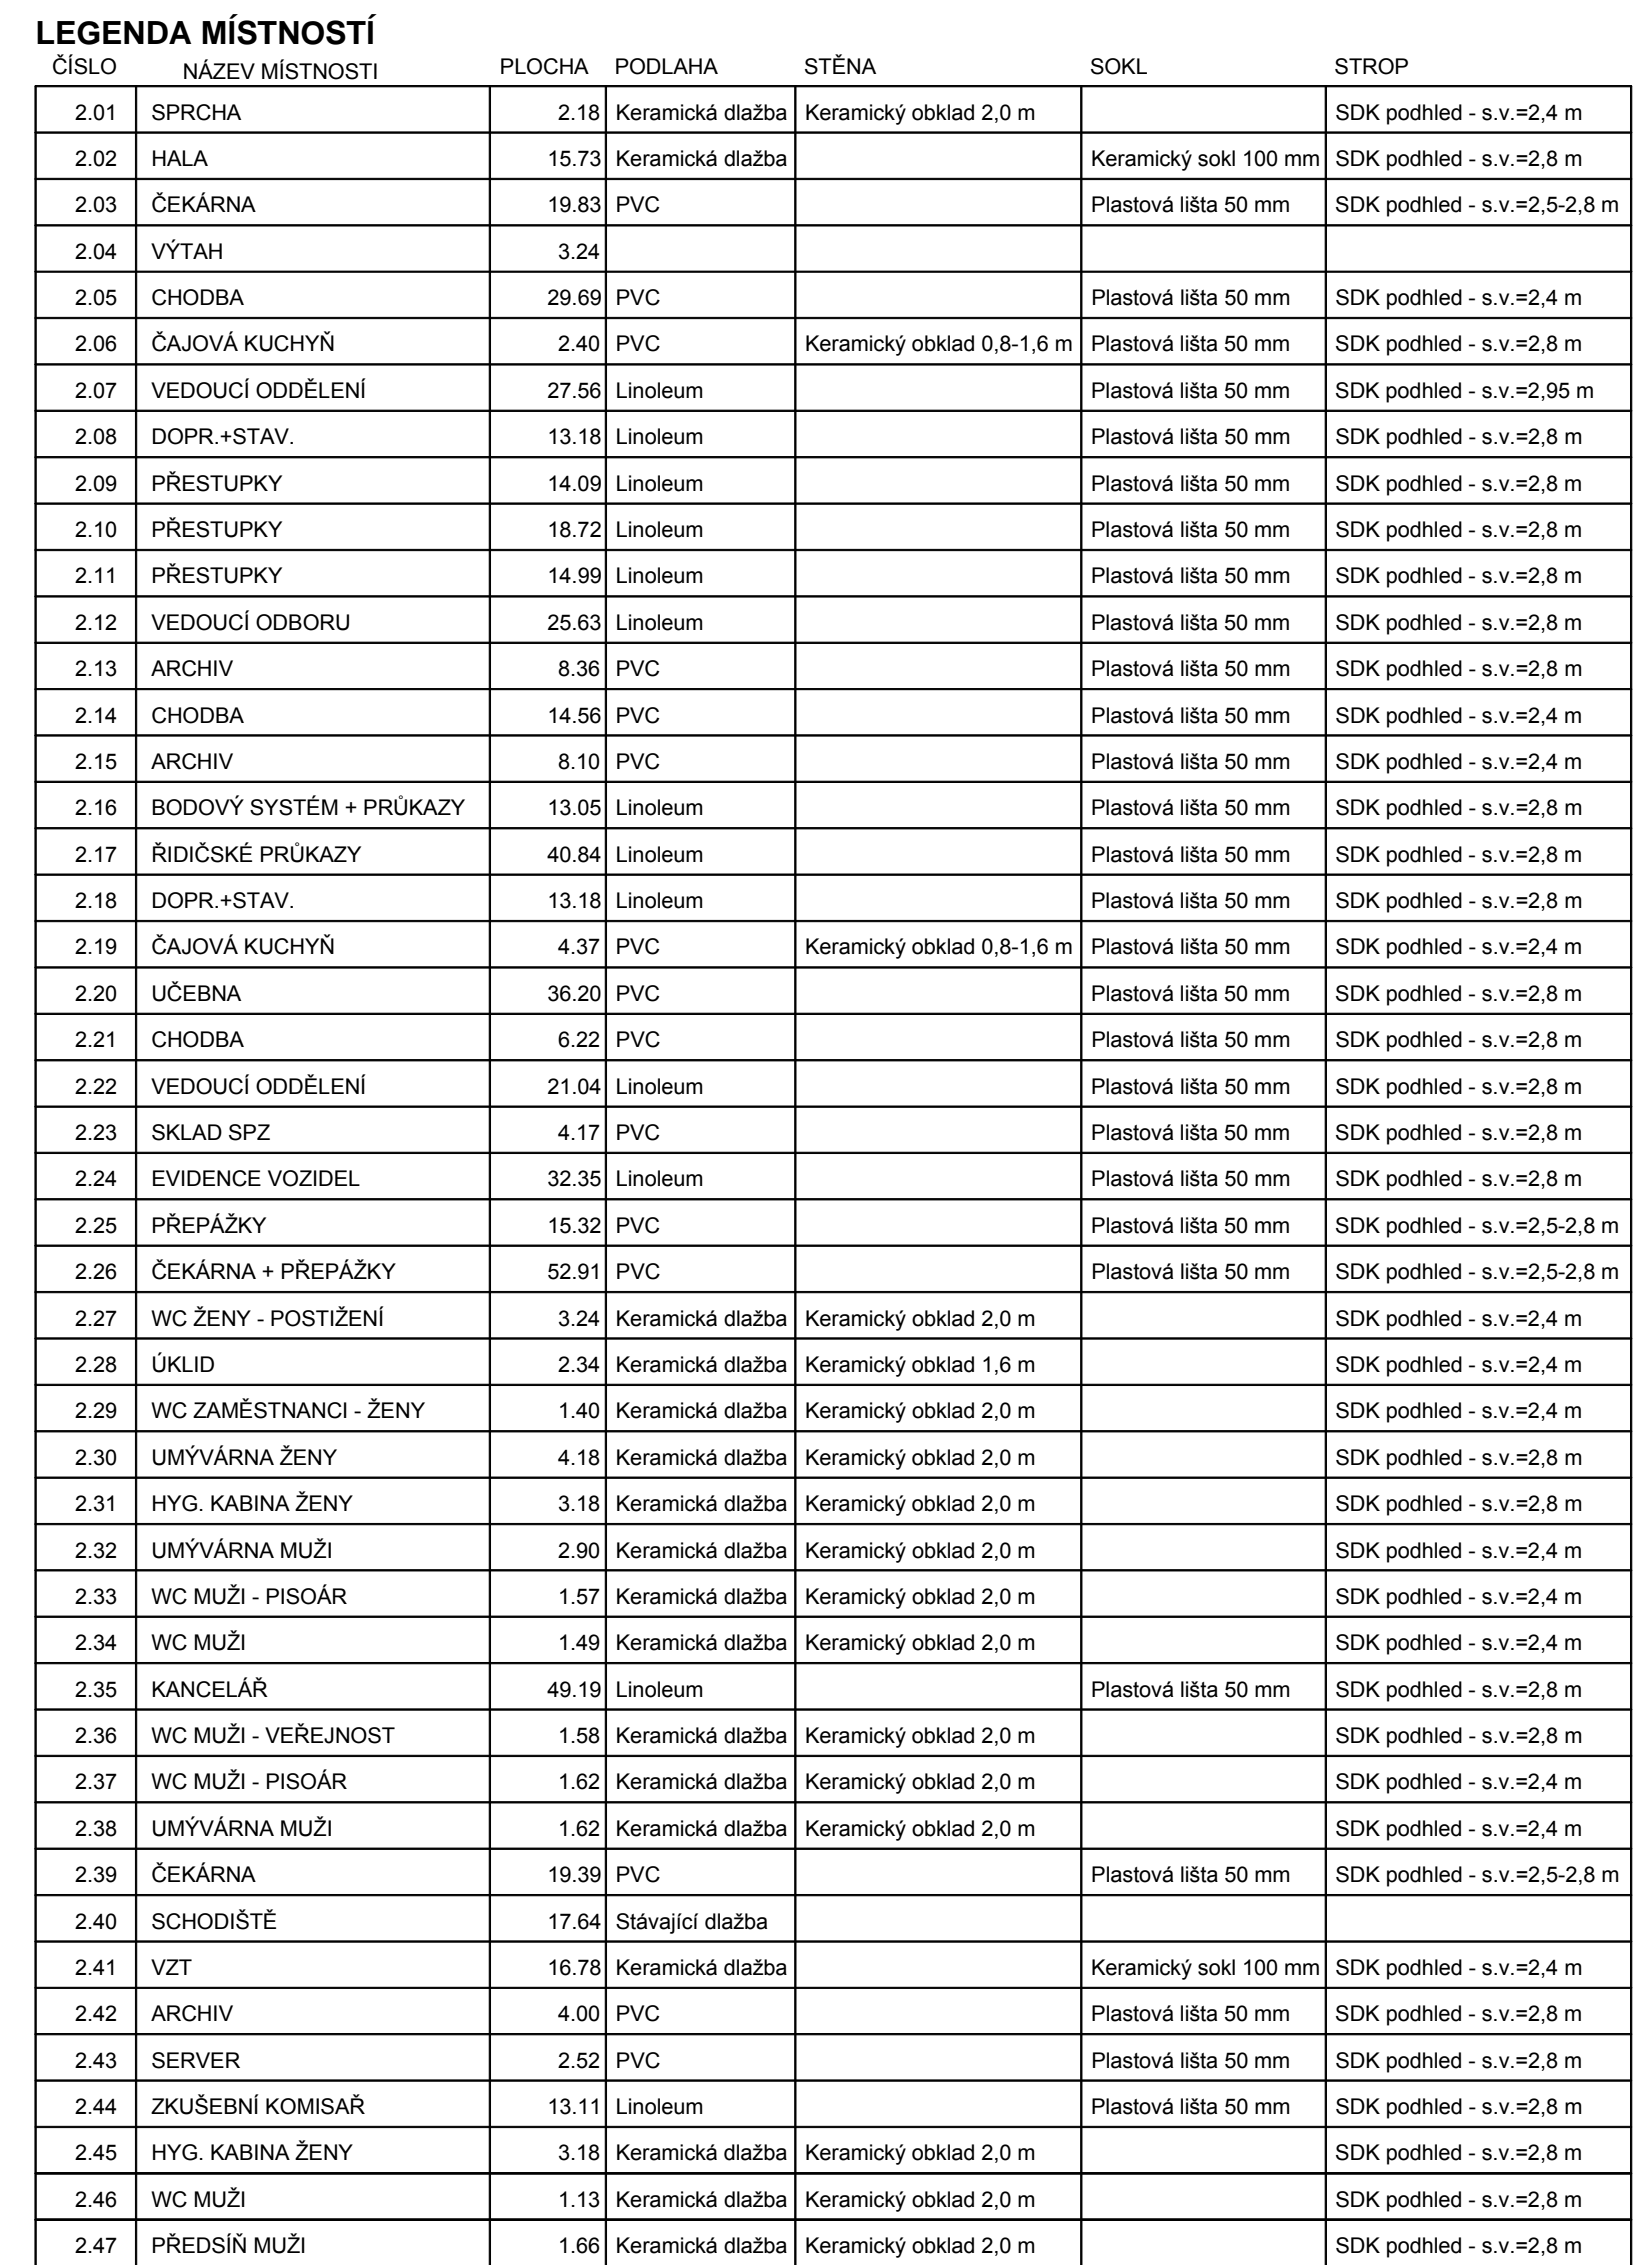 LEGENDA MÍSTNOSTÍ
ČÍSLO NÁZEV MÍSTNOSTI PLOCHA PODLAHA STĚNA SOKL STROP
2.01 SPRCHA 2.18 Keramická dlažba Keramický obklad 2,0 m SDK podhled - s.v.=2,4 m
2.02 HALA 15.73 Keramická dlažba Keramický sokl 100 mm SDK podhled - s.v.=2,8 m
2.03 ČEKÁRNA 19.83 PVC Plastová lišta 50 mm SDK podhled - s.v.=2,5-2,8 m
2.04 VÝTAH 3.24
2.05 CHODBA 29.69 PVC Plastová lišta 50 mm SDK podhled - s.v.=2,4 m
2.06 ČAJOVÁ KUCHYŇ 2.40 PVC Keramický obklad 0,8-1,6 m Plastová lišta 50 mm SDK podhled - s.v.=2,8 m
2.07 VEDOUCÍ ODDĚLENÍ 27.56 Linoleum Plastová lišta 50 mm SDK podhled - s.v.=2,95 m
2.08 DOPR.+STAV. 13.18 Linoleum Plastová lišta 50 mm SDK podhled - s.v.=2,8 m
2.09 PŘESTUPKY 14.09 Linoleum Plastová lišta 50 mm SDK podhled - s.v.=2,8 m
2.10 PŘESTUPKY 18.72 Linoleum Plastová lišta 50 mm SDK podhled - s.v.=2,8 m
2.11 PŘESTUPKY 14.99 Linoleum Plastová lišta 50 mm SDK podhled - s.v.=2,8 m
2.12 VEDOUCÍ ODBORU 25.63 Linoleum Plastová lišta 50 mm SDK podhled - s.v.=2,8 m
2.13 ARCHIV 8.36 PVC Plastová lišta 50 mm SDK podhled - s.v.=2,8 m
2.14 CHODBA 14.56 PVC Plastová lišta 50 mm SDK podhled - s.v.=2,4 m
2.15 ARCHIV 8.10 PVC Plastová lišta 50 mm SDK podhled - s.v.=2,4 m
2.16 BODOVÝ SYSTÉM + PRŮKAZY 13.05 Linoleum Plastová lišta 50 mm SDK podhled - s.v.=2,8 m
2.17 ŘIDIČSKÉ PRŮKAZY 40.84 Linoleum Plastová lišta 50 mm SDK podhled - s.v.=2,8 m
2.18 DOPR.+STAV. 13.18 Linoleum Plastová lišta 50 mm SDK podhled - s.v.=2,8 m
2.19 ČAJOVÁ KUCHYŇ 4.37 PVC Keramický obklad 0,8-1,6 m Plastová lišta 50 mm SDK podhled - s.v.=2,4 m
2.20 UČEBNA 36.20 PVC Plastová lišta 50 mm SDK podhled - s.v.=2,8 m
2.21 CHODBA 6.22 PVC Plastová lišta 50 mm SDK podhled - s.v.=2,8 m
2.22 VEDOUCÍ ODDĚLENÍ 21.04 Linoleum Plastová lišta 50 mm SDK podhled - s.v.=2,8 m
2.23 SKLAD SPZ 4.17 PVC Plastová lišta 50 mm SDK podhled - s.v.=2,8 m
2.24 EVIDENCE VOZIDEL 32.35 Linoleum Plastová lišta 50 mm SDK podhled - s.v.=2,8 m
2.25 PŘEPÁŽKY 15.32 PVC Plastová lišta 50 mm SDK podhled - s.v.=2,5-2,8 m
2.26 ČEKÁRNA + PŘEPÁŽKY 52.91 PVC Plastová lišta 50 mm SDK podhled - s.v.=2,5-2,8 m
2.27 WC ŽENY - POSTIŽENÍ 3.24 Keramická dlažba Keramický obklad 2,0 m SDK podhled - s.v.=2,4 m
2.28 ÚKLID 2.34 Keramická dlažba Keramický obklad 1,6 m SDK podhled - s.v.=2,4 m
2.29 WC ZAMĚSTNANCI - ŽENY 1.40 Keramická dlažba Keramický obklad 2,0 m SDK podhled - s.v.=2,4 m
2.30 UMÝVÁRNA ŽENY 4.18 Keramická dlažba Keramický obklad 2,0 m SDK podhled - s.v.=2,8 m
2.31 HYG. KABINA ŽENY 3.18 Keramická dlažba Keramický obklad 2,0 m SDK podhled - s.v.=2,8 m
2.32 UMÝVÁRNA MUŽI 2.90 Keramická dlažba Keramický obklad 2,0 m SDK podhled - s.v.=2,4 m
2.33 WC MUŽI - PISOÁR 1.57 Keramická dlažba Keramický obklad 2,0 m SDK podhled - s.v.=2,4 m
2.34 WC MUŽI 1.49 Keramická dlažba Keramický obklad 2,0 m SDK podhled - s.v.=2,4 m
2.35 KANCELÁŘ 49.19 Linoleum Plastová lišta 50 mm SDK podhled - s.v.=2,8 m
2.36 WC MUŽI - VEŘEJNOST 1.58 Keramická dlažba Keramický obklad 2,0 m SDK podhled - s.v.=2,8 m
2.37 WC MUŽI - PISOÁR 1.62 Keramická dlažba Keramický obklad 2,0 m SDK podhled - s.v.=2,4 m
2.38 UMÝVÁRNA MUŽI 1.62 Keramická dlažba Keramický obklad 2,0 m SDK podhled - s.v.=2,4 m
2.39 ČEKÁRNA 19.39 PVC Plastová lišta 50 mm SDK podhled - s.v.=2,5-2,8 m
2.40 SCHODIŠTĚ 17.64 Stávající dlažba
2.41 VZT 16.78 Keramická dlažba Keramický sokl 100 mm SDK podhled - s.v.=2,4 m
2.42 ARCHIV 4.00 PVC Plastová lišta 50 mm SDK podhled - s.v.=2,8 m
2.43 SERVER 2.52 PVC Plastová lišta 50 mm SDK podhled - s.v.=2,8 m
2.44 ZKUŠEBNÍ KOMISAŘ 13.11 Linoleum Plastová lišta 50 mm SDK podhled - s.v.=2,8 m
2.45 HYG. KABINA ŽENY 3.18 Keramická dlažba Keramický obklad 2,0 m SDK podhled - s.v.=2,8 m
2.46 WC MUŽI 1.13 Keramická dlažba Keramický obklad 2,0 m SDK podhled - s.v.=2,8 m
2.47 PŘEDSÍŇ MUŽI 1.66 Keramická dlažba Keramický obklad 2,0 m SDK podhled - s.v.=2,8 m